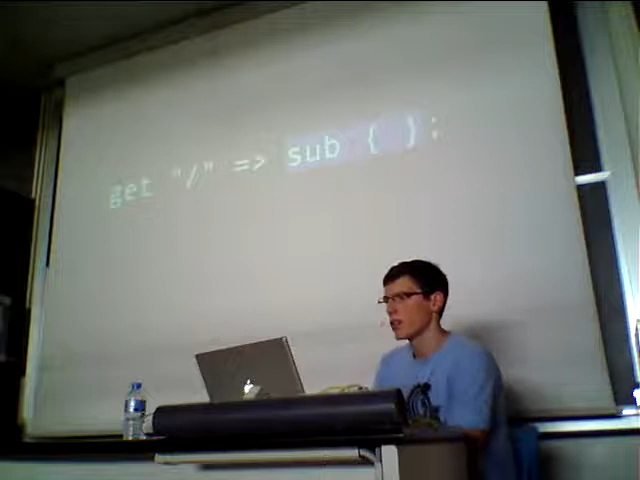 get "/" => sub { };